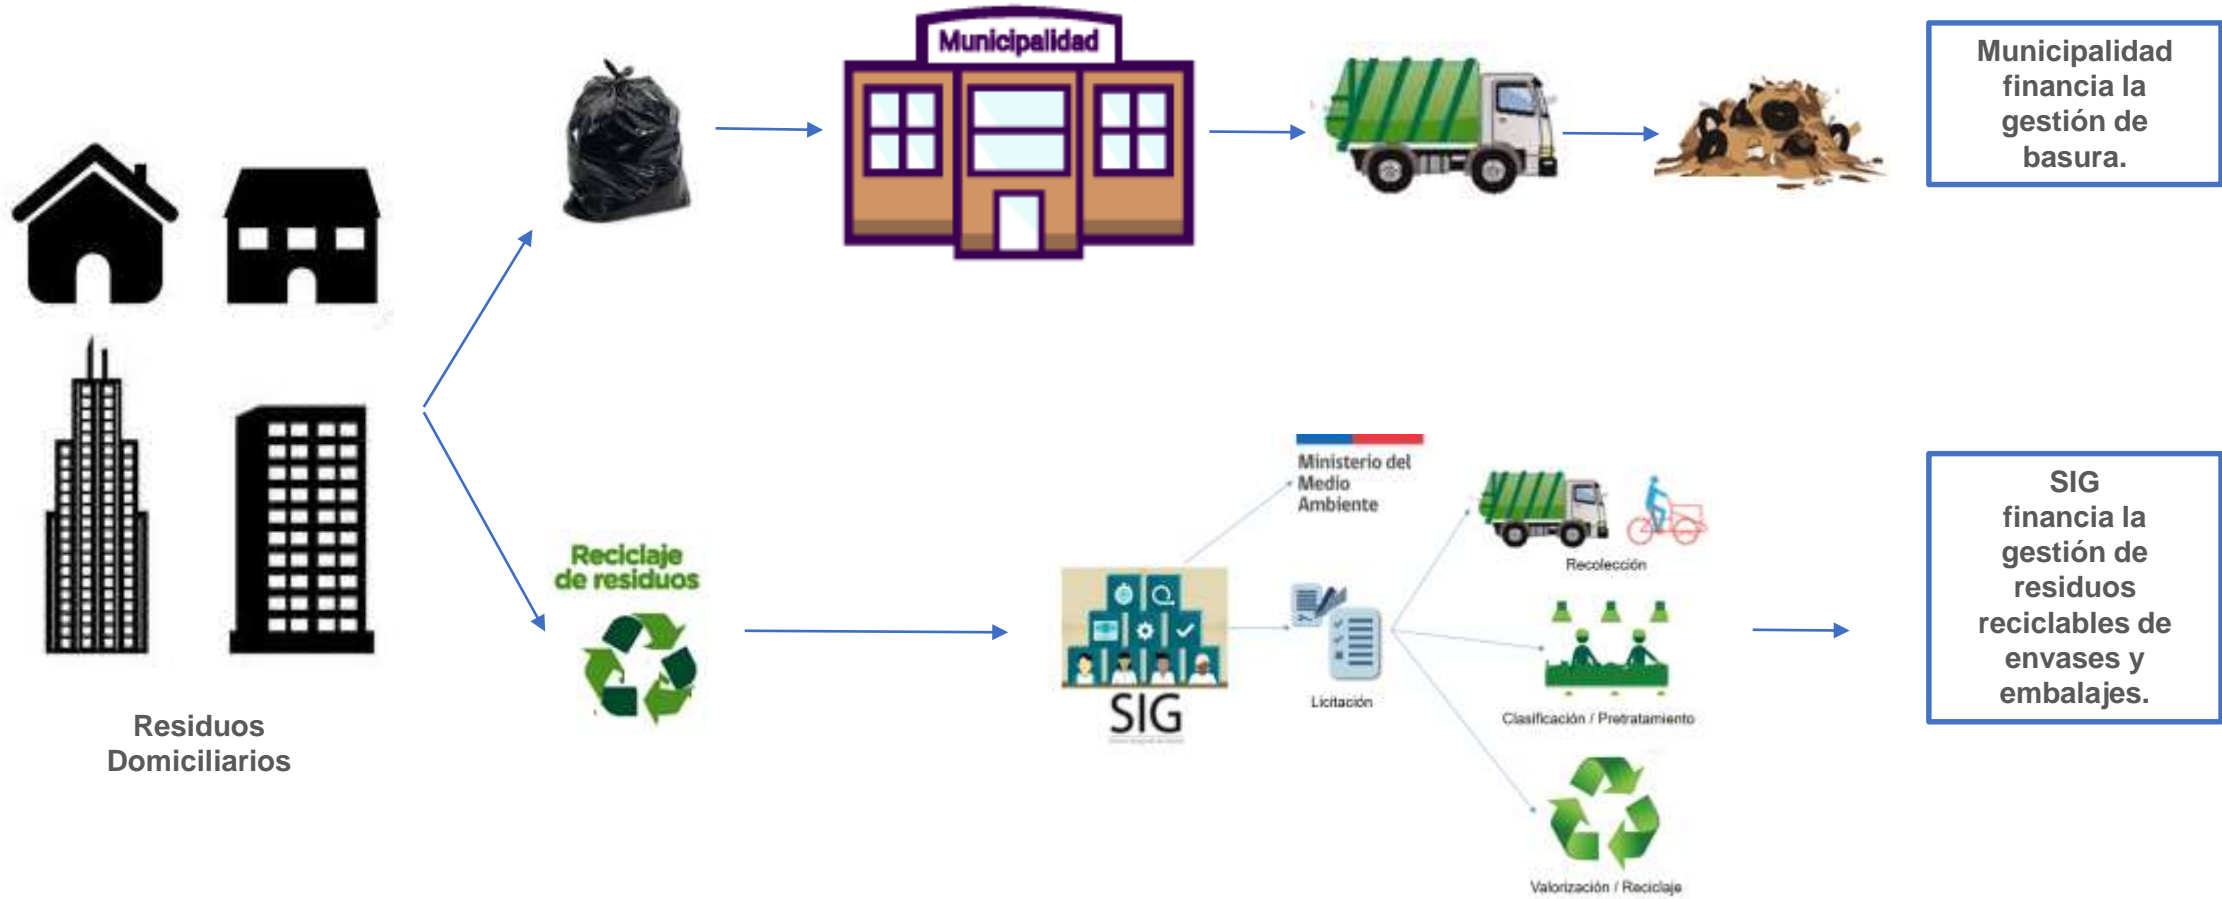 Municipalidad
Municipalidad
financia la
gestión de
basura.
Residuos
Domiciliarios
Reciclaje
de residuos
SIG
Ministerio del
Medio
Ambiente
Licitación
Recolección
Clasificación / Pretratamiento
Valorización / Reciclaje
SIG
financia la
gestión de
residuos
reciclables de
envases y
embalajes.